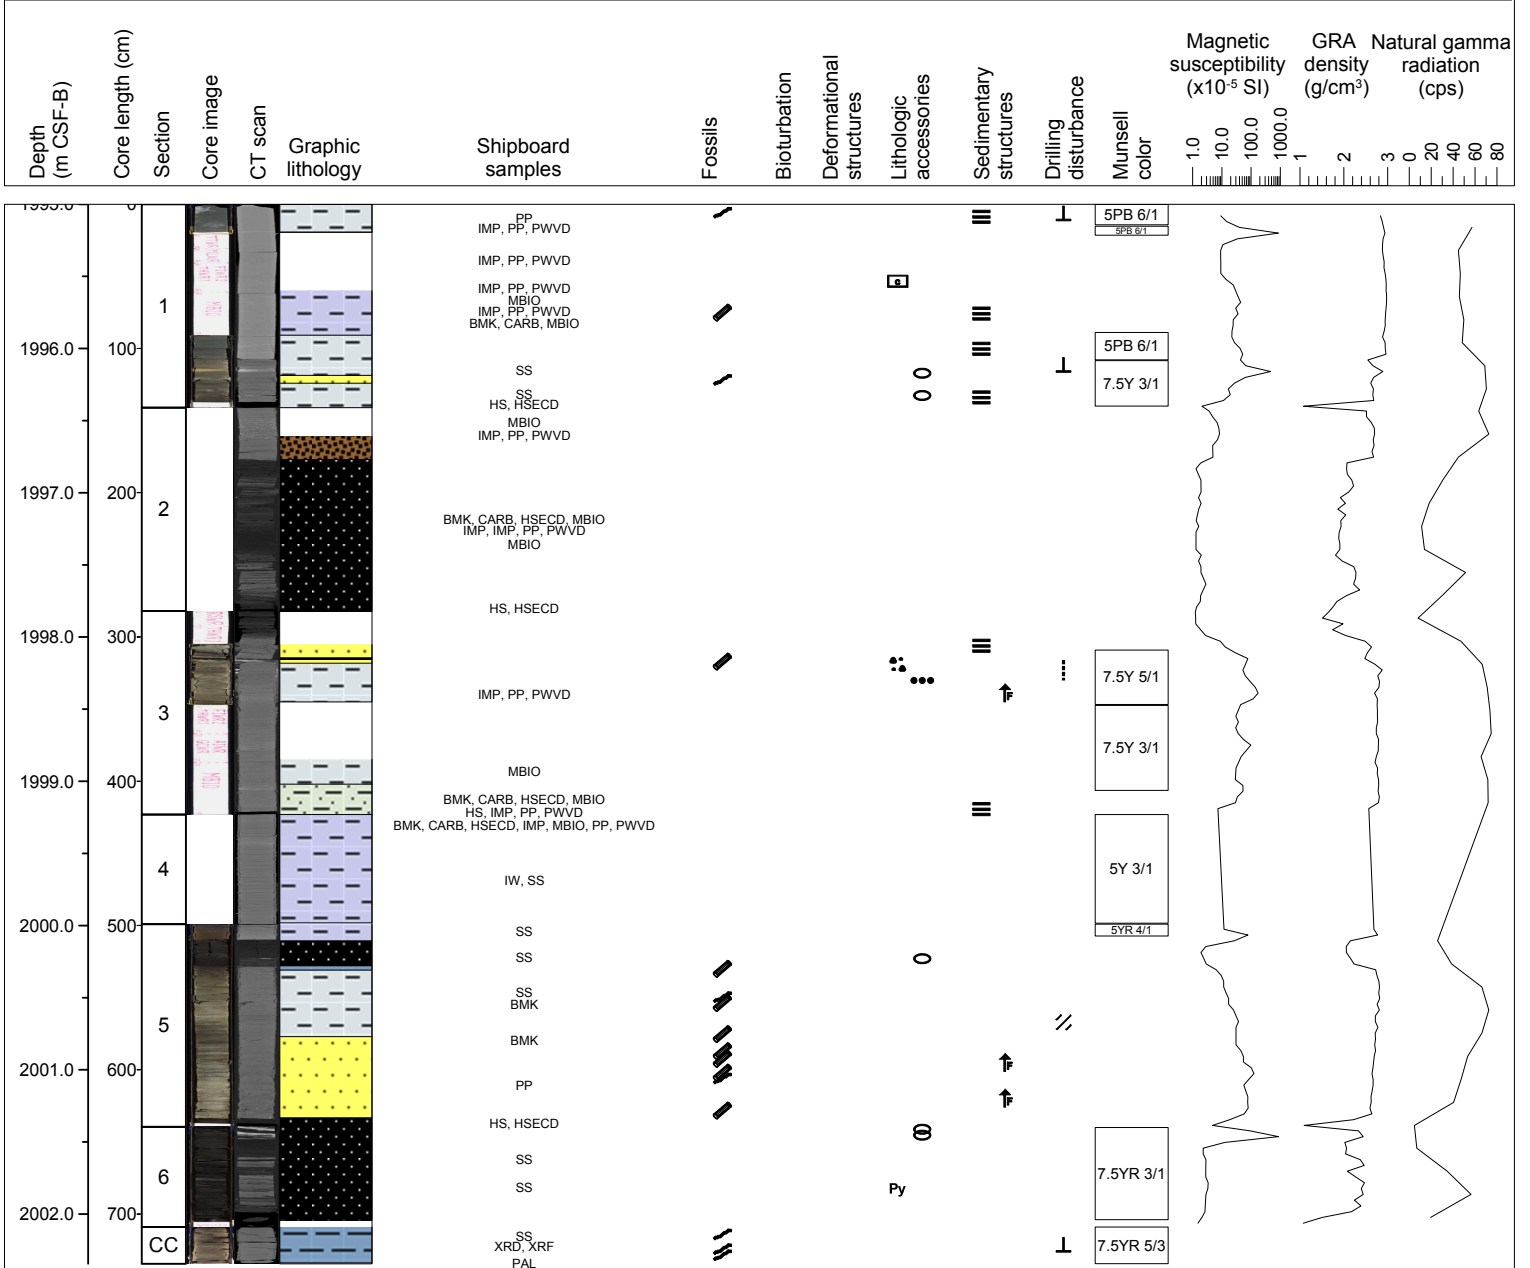 Depth
(m CSF-B)
Core length (cm)
Section
Core image
CT scan
Graphic
lithology
Shipboard
samples
Fossils
Bioturbation
Deformational
structures
Lithologic
accessories
Sedimentary
structures
Drilling
disturbance
Munsell
color
Magnetic
susceptibility
(x10⁻⁵ SI)
1.0
10.0
100.0
1000.0
GRA
density
(g/cm³)
1
2
3
Natural gamma
radiation
(cps)
0
20
40
60
80
1995.0
1996.0
1997.0
1998.0
1999.0
2000.0
2001.0
2002.0
0
100
200
300
400
500
600
700
1
2
3
4
5
6
CC
PP
IMP, PP, PWVD
IMP, PP, PWVD
IMP, PP, PWVD
MBIO
IMP, PP, PWVD
BMK, CARB, MBIO
SS
SS
HS, HSECD
MBIO
IMP, PP, PWVD
BMK, CARB, HSECD, MBIO
IMP, IMP, PP, PWVD
MBIO
HS, HSECD
IMP, PP, PWVD
MBIO
BMK, CARB, HSECD, MBIO
HS, IMP, PP, PWVD
BMK, CARB, HSECD, IMP, MBIO, PP, PWVD
IW, SS
SS
SS
SS
BMK
BMK
PP
HS, HSECD
SS
SS
SS
XRD, XRF
PAL
c
Py
F
F
F
5PB 6/1
5PB 6/1
5PB 6/1
7.5Y 3/1
7.5Y 5/1
7.5Y 3/1
5Y 3/1
5YR 4/1
7.5YR 3/1
7.5YR 5/3